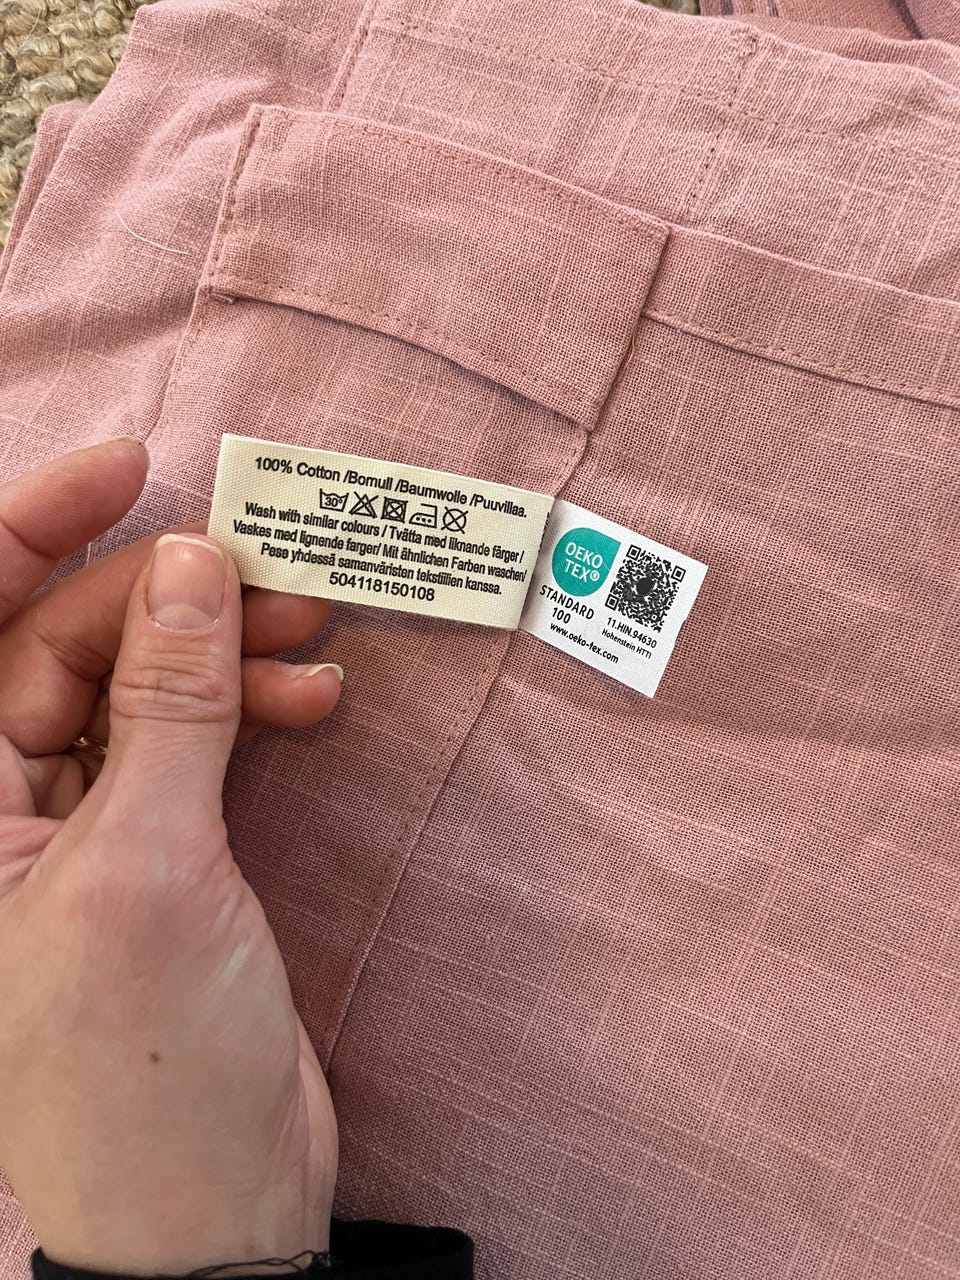 100% Cotton /Bomull /Baumwolle /Puuvillaa.
30°
Wash with similar colours / Tvätta med liknande färger /
Vaskes med lignende farger/ Mit ähnlichen Farben waschen/
Pese yhdessä samanväristen tekstiilien kanssa.
504118150108
OEKO
TEX®
STANDARD
100
11.HIN.94630
Hohenstein HTTI
www.oeko-tex.com